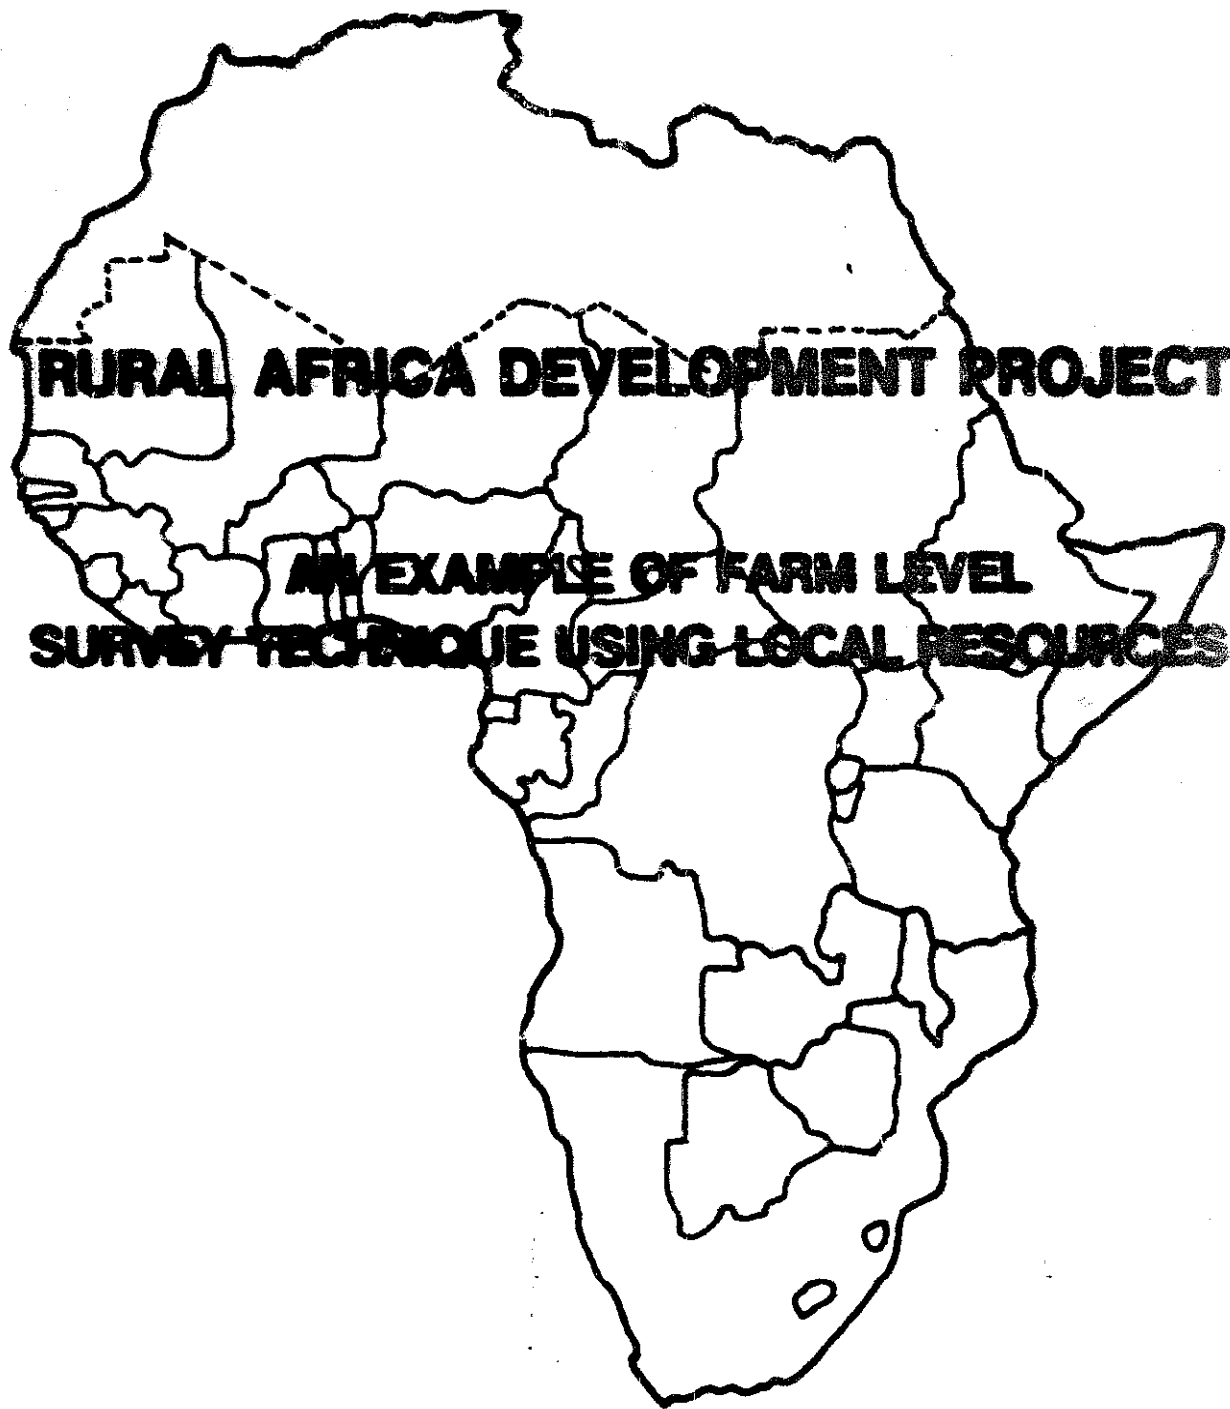 RURAL AFRICA DEVELOPMENT PROJECT
AN EXAMPLE OF FARM LEVEL
SURVEY TECHNIQUE USING LOCAL RESOURCES